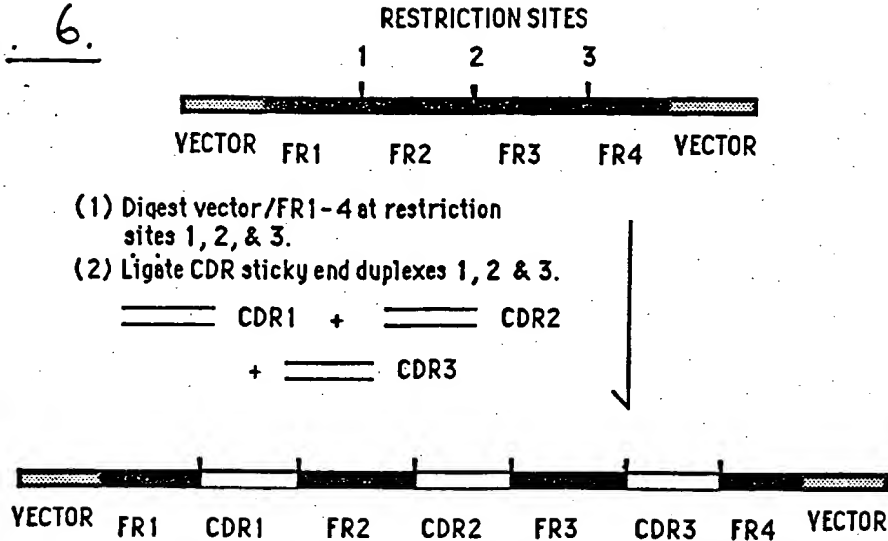 . 6.
RESTRICTION SITES
1 2 3
VECTOR FR1 FR2 FR3 FR4 VECTOR
(1) Digest vector/FR1-4 at restriction
sites 1, 2, & 3.
(2) Ligate CDR sticky end duplexes 1, 2 & 3.
CDR1 + CDR2
+ CDR3
VECTOR FR1 CDR1 FR2 CDR2 FR3 CDR3 FR4 VECTOR